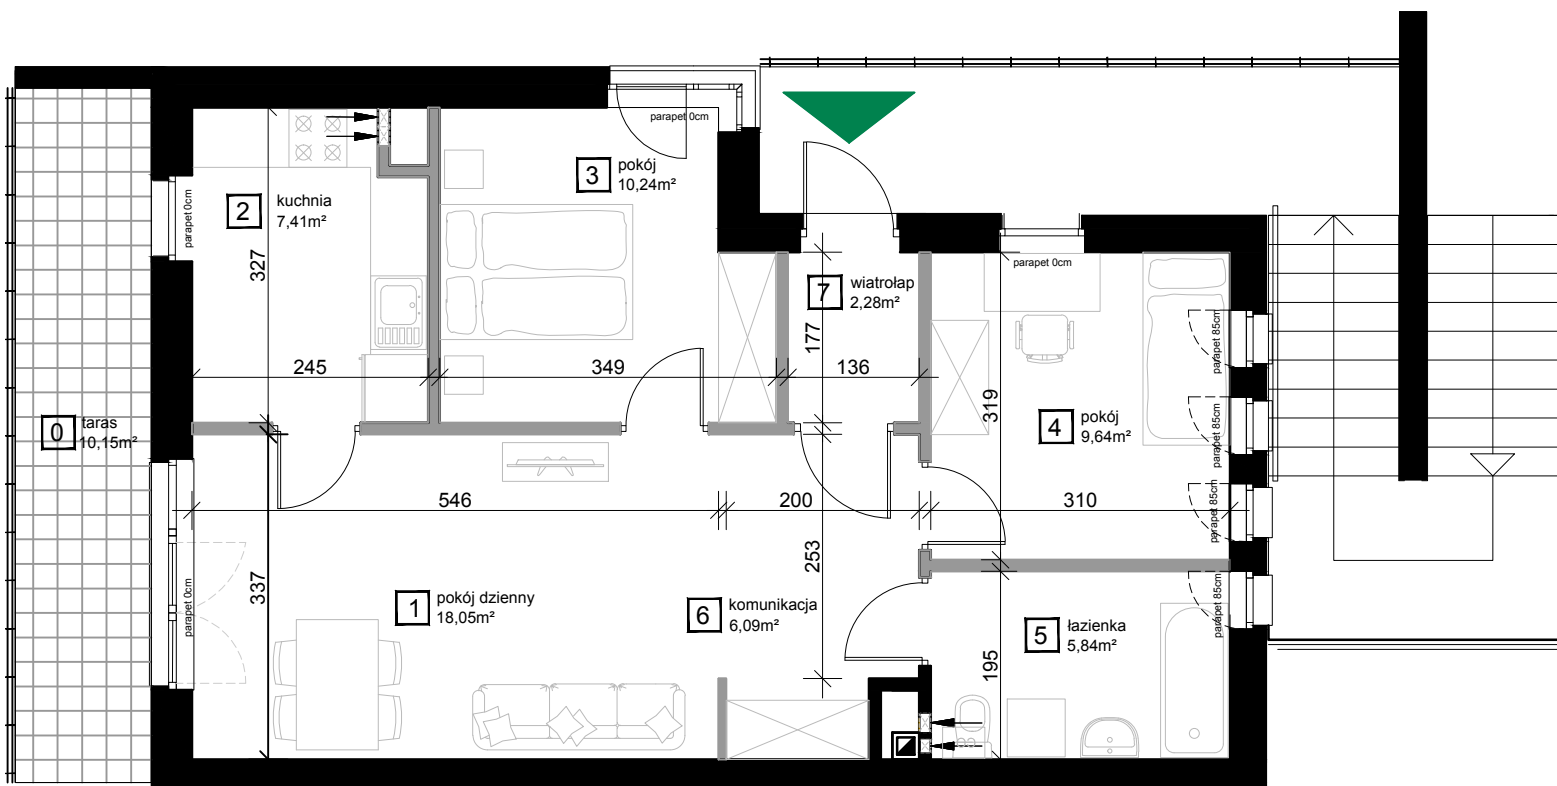 parapet 0cm
3
pokój
10,24m²
2
kuchnia
7,41m²
parapet 0cm
327
7
wiatrołap
2,28m²
177
parapet 0cm
parapet 85cm
245
349
136
319
0
taras
10,15m²
4
pokój
9,64m²
parapet 85cm
546
200
310
parapet 85cm
253
337
parapet 0cm
1
pokój dzienny
18,05m²
6
komunikacja
6,09m²
5
łazienka
5,84m²
parapet 85cm
195